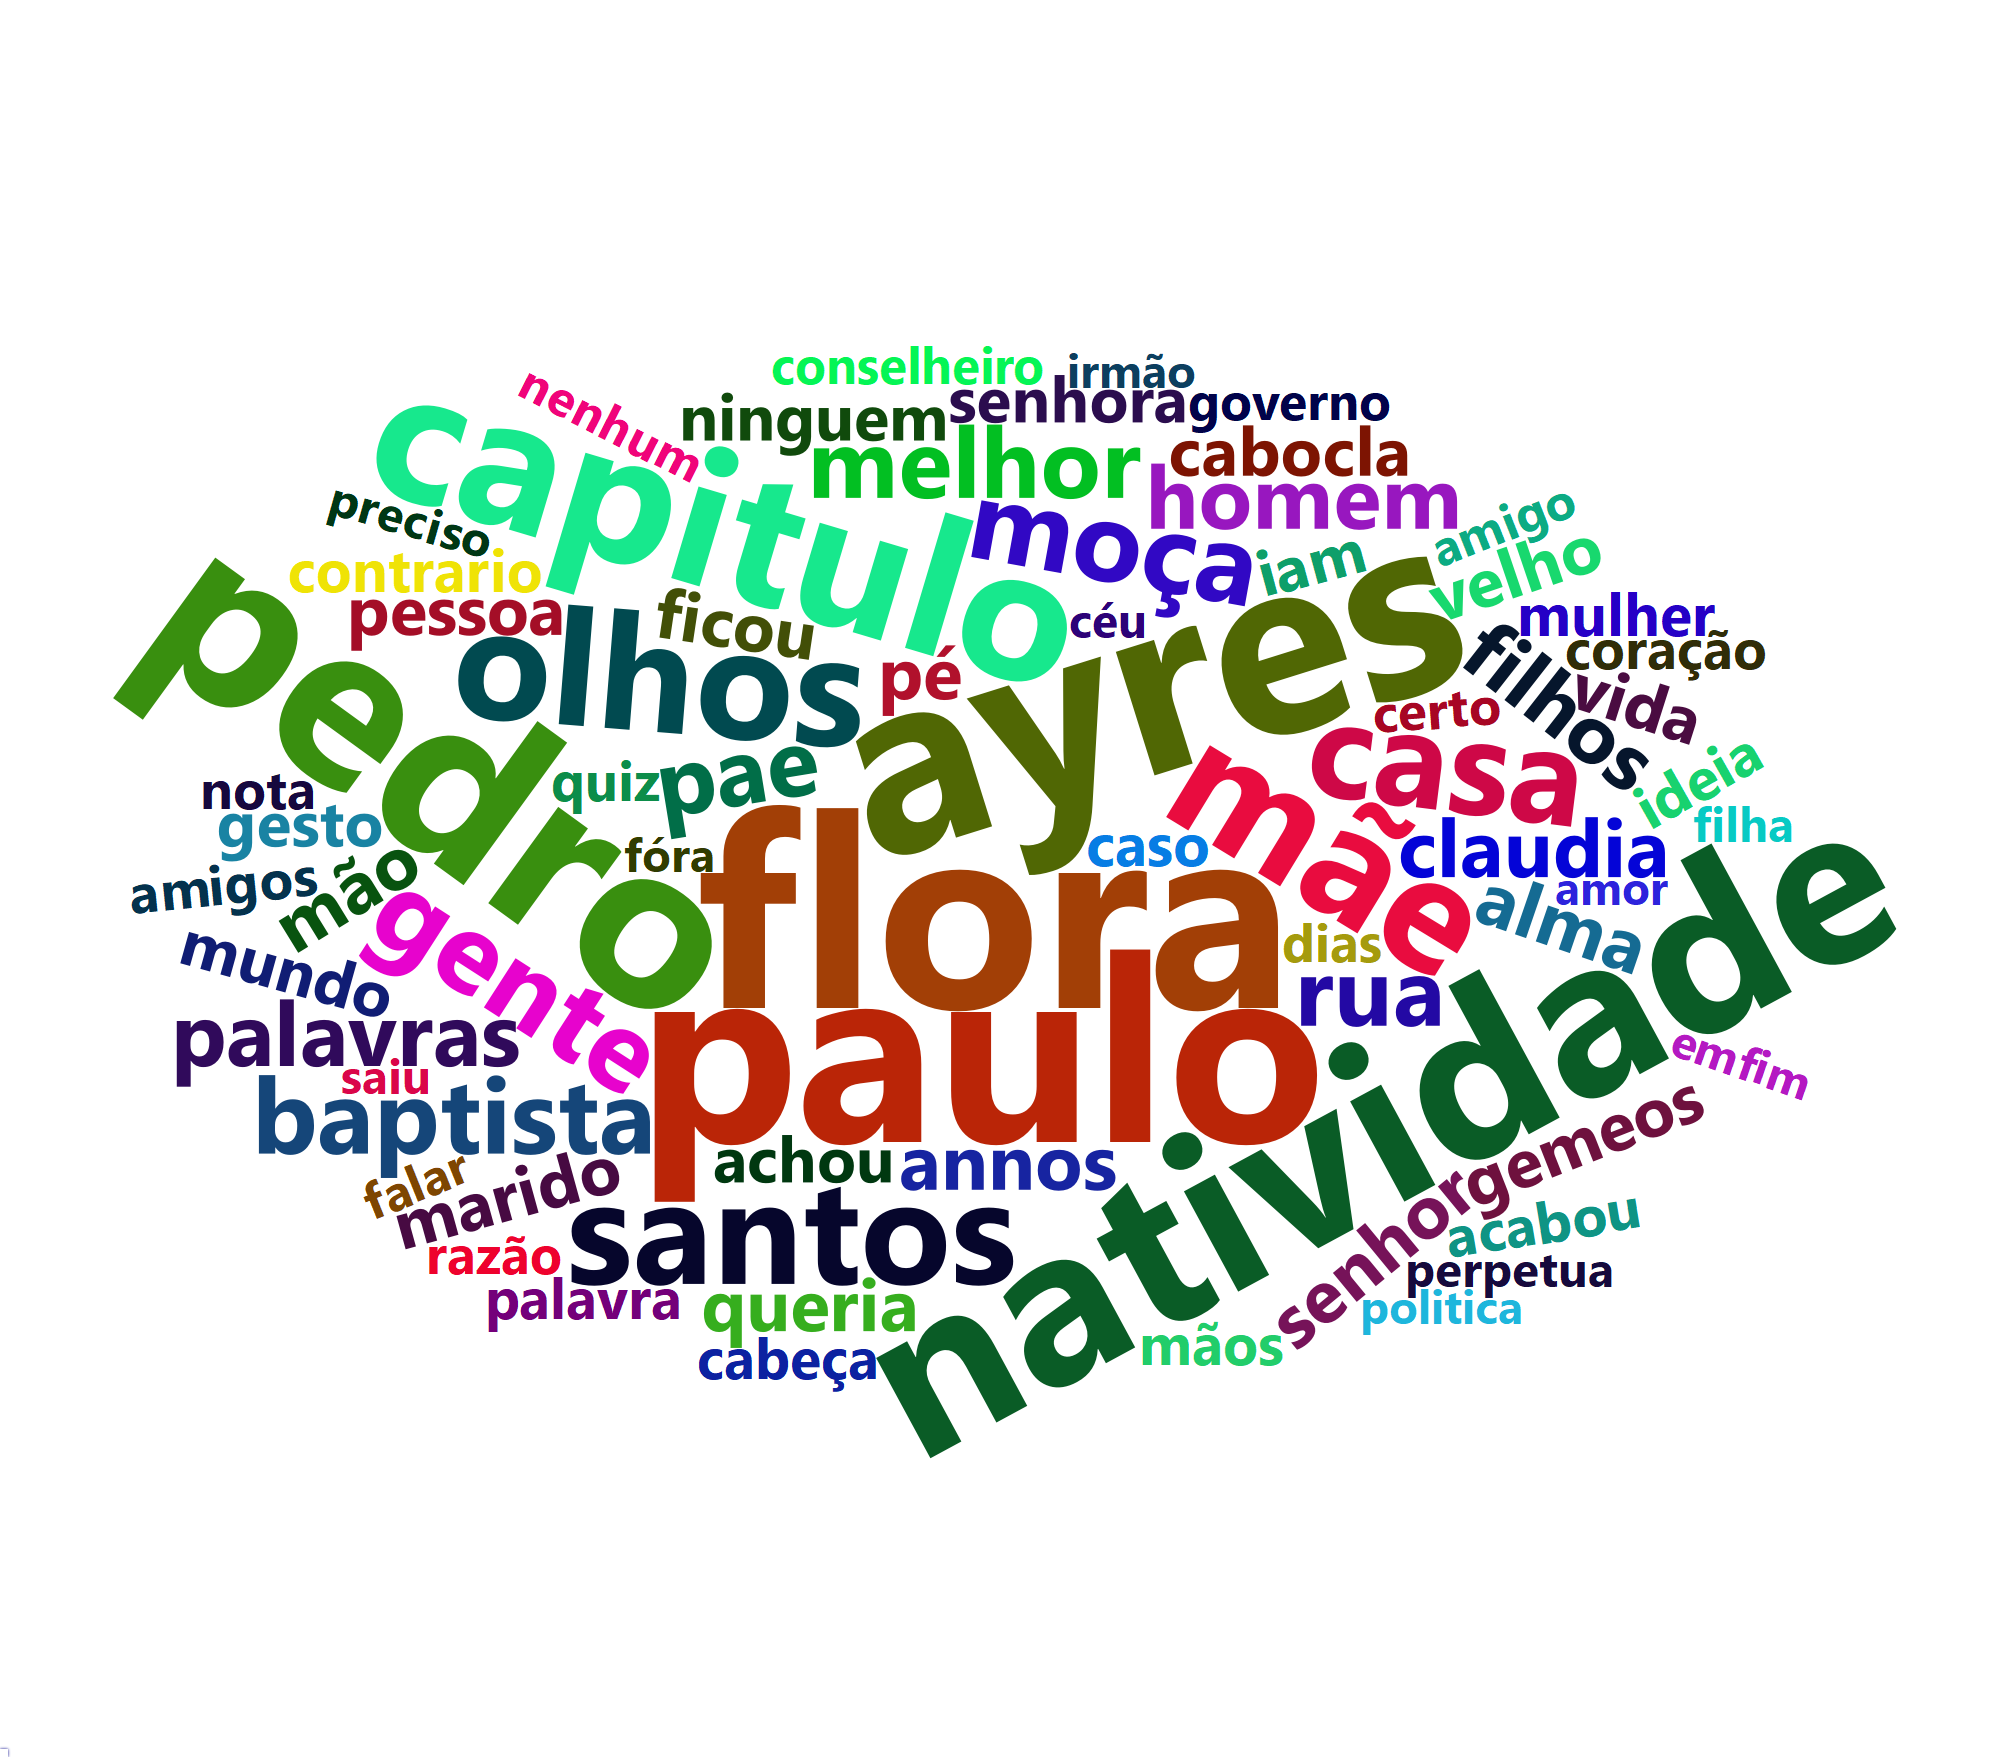 conselheiro
irmão
nenhum
ninguem
senhora
governo
capitulo
melhor
cabocla
homem
preciso
moça
iam
amigo
velho
contrario
pessoa
ficou
céu
mulher
coração
pedro
olhos
pé
ayres
filhos
vida
certo
casa
quiz
pae
ideia
nota
gesto
filha
fóra
flora
caso
mãe
claudia
amor
amigos
mão
gente
dias
alma
mundo
rua
natividade
palavras
paulo
emfim
saiu
baptista
achou
annos
gemeos
falar
marido
santos
senhor
acabou
razão
perpetua
palavra
queria
politica
mãos
cabeça